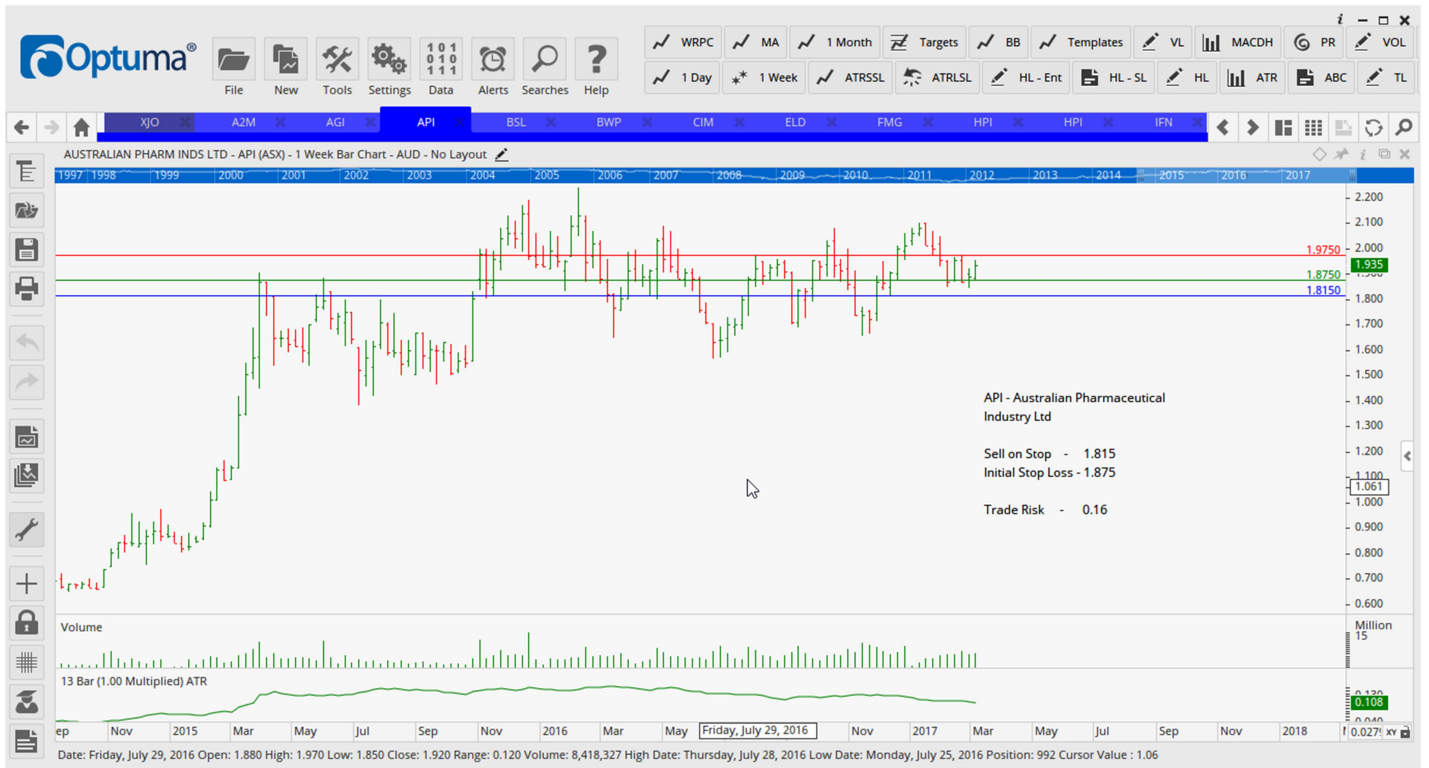 i
Optuma®
File New Tools Settings Data Alerts Searches Help
WRPC MA 1 Month Targets BB Templates VL MACDH PR VOL
1 Day 1 Week ATRSSL ATRLSL HL - Ent HL - SL HL ATR ABC TL
XJO A2M AGI API BSL BWP CIM ELD FMG HPI HPI IFN
AUSTRALIAN PHARM INDS LTD - API (ASX) - 1 Week Bar Chart - AUD - No Layout
1997 1998 1999 2000 2001 2002 2003 2004 2005 2006 2007 2008 2009 2010 2011 2012 2013 2014 2015 2016 2017
2.200
2.100
2.000
1.9750
1.935
1.8750
1.8150
1.800
1.700
1.600
1.500
1.400
1.300
1.200
1.100
1.061
1.000
0.900
0.800
0.700
0.600
API - Australian Pharmaceutical
Industry Ltd
Sell on Stop - 1.815
Initial Stop Loss - 1.875
Trade Risk - 0.16
Volume
Million
15
13 Bar (1.00 Multiplied) ATR
0.108
ep Nov 2015 Mar May Jul Sep Nov 2016 Mar May Friday, July 29, 2016 Nov 2017 Mar May Jul Sep Nov 2018
XY
Date: Friday, July 29, 2016 Open: 1.880 High: 1.970 Low: 1.850 Close: 1.920 Range: 0.120 Volume: 8,418,327 High Date: Thursday, July 28, 2016 Low Date: Monday, July 25, 2016 Position: 992 Cursor Value : 1.06